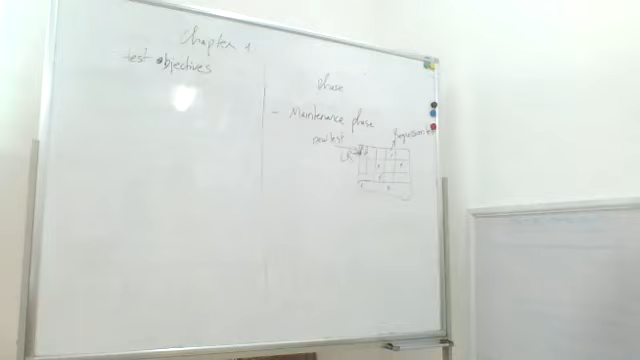 Chapter 1
test objectives
phase
- Maintenance phase
new test
Regression